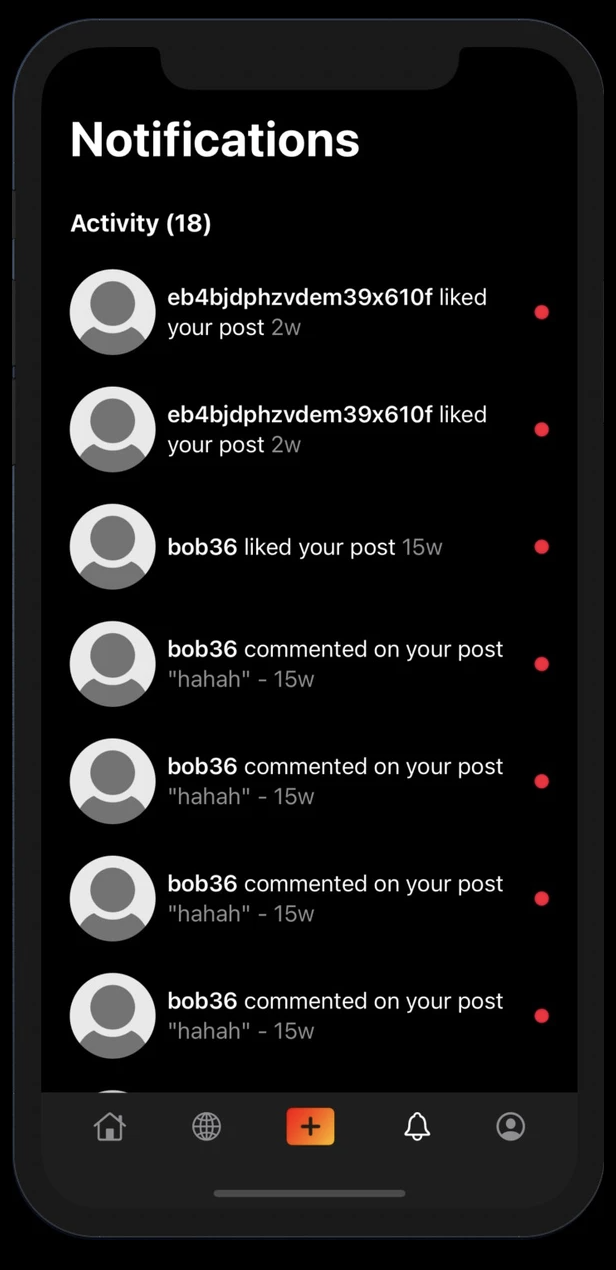 Notifications
Activity (18)
eb4bjdphzvdem39x610f liked
your post 2w
eb4bjdphzvdem39x610f liked
your post 2w
bob36 liked your post 15w
bob36 commented on your post
"hahah" - 15w
bob36 commented on your post
"hahah" - 15w
bob36 commented on your post
"hahah" - 15w
bob36 commented on your post
"hahah" - 15w